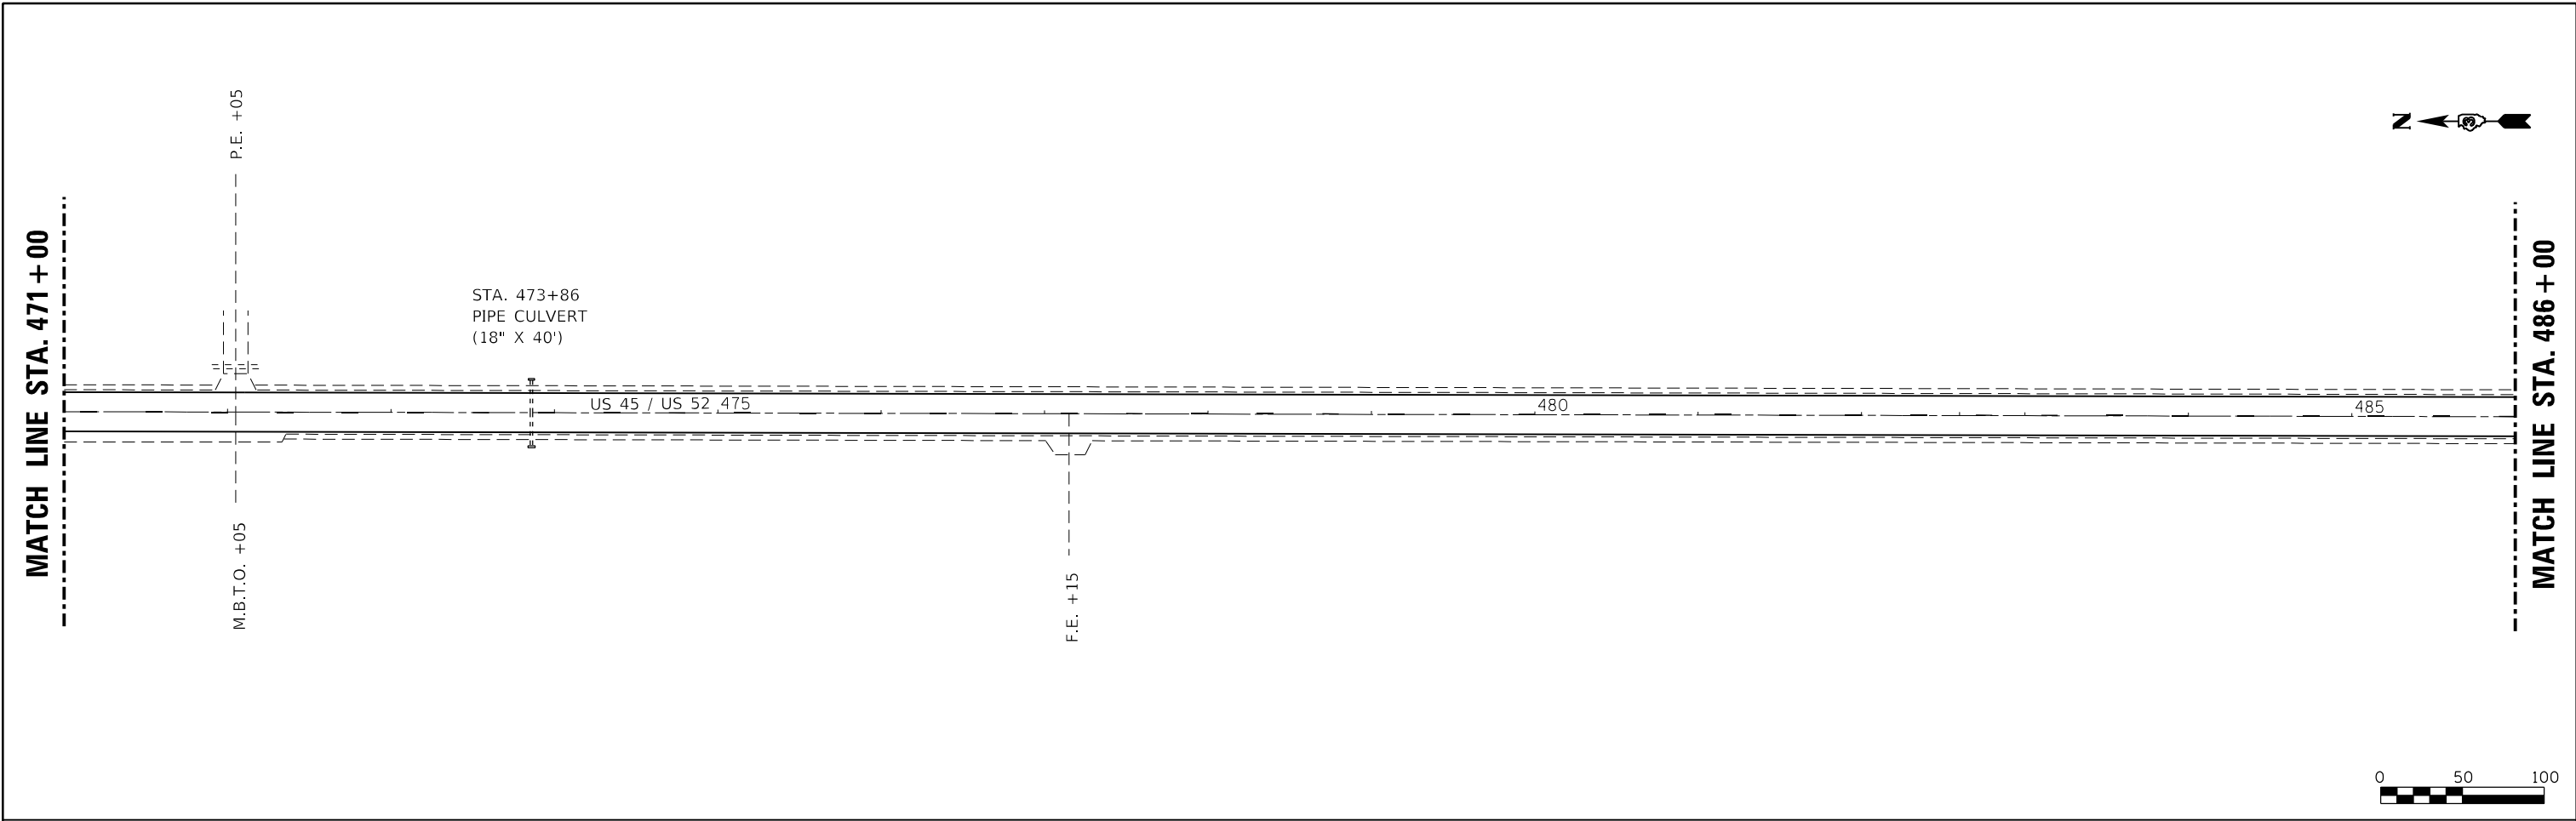 P.E. +05
N
MATCH LINE STA. 471+00
STA. 473+86
PIPE CULVERT
(18" X 40')
US 45 / US 52 475
480
485
MATCH LINE STA. 486+00
M.B.T.O. +05
F.E. +15
0 50 100